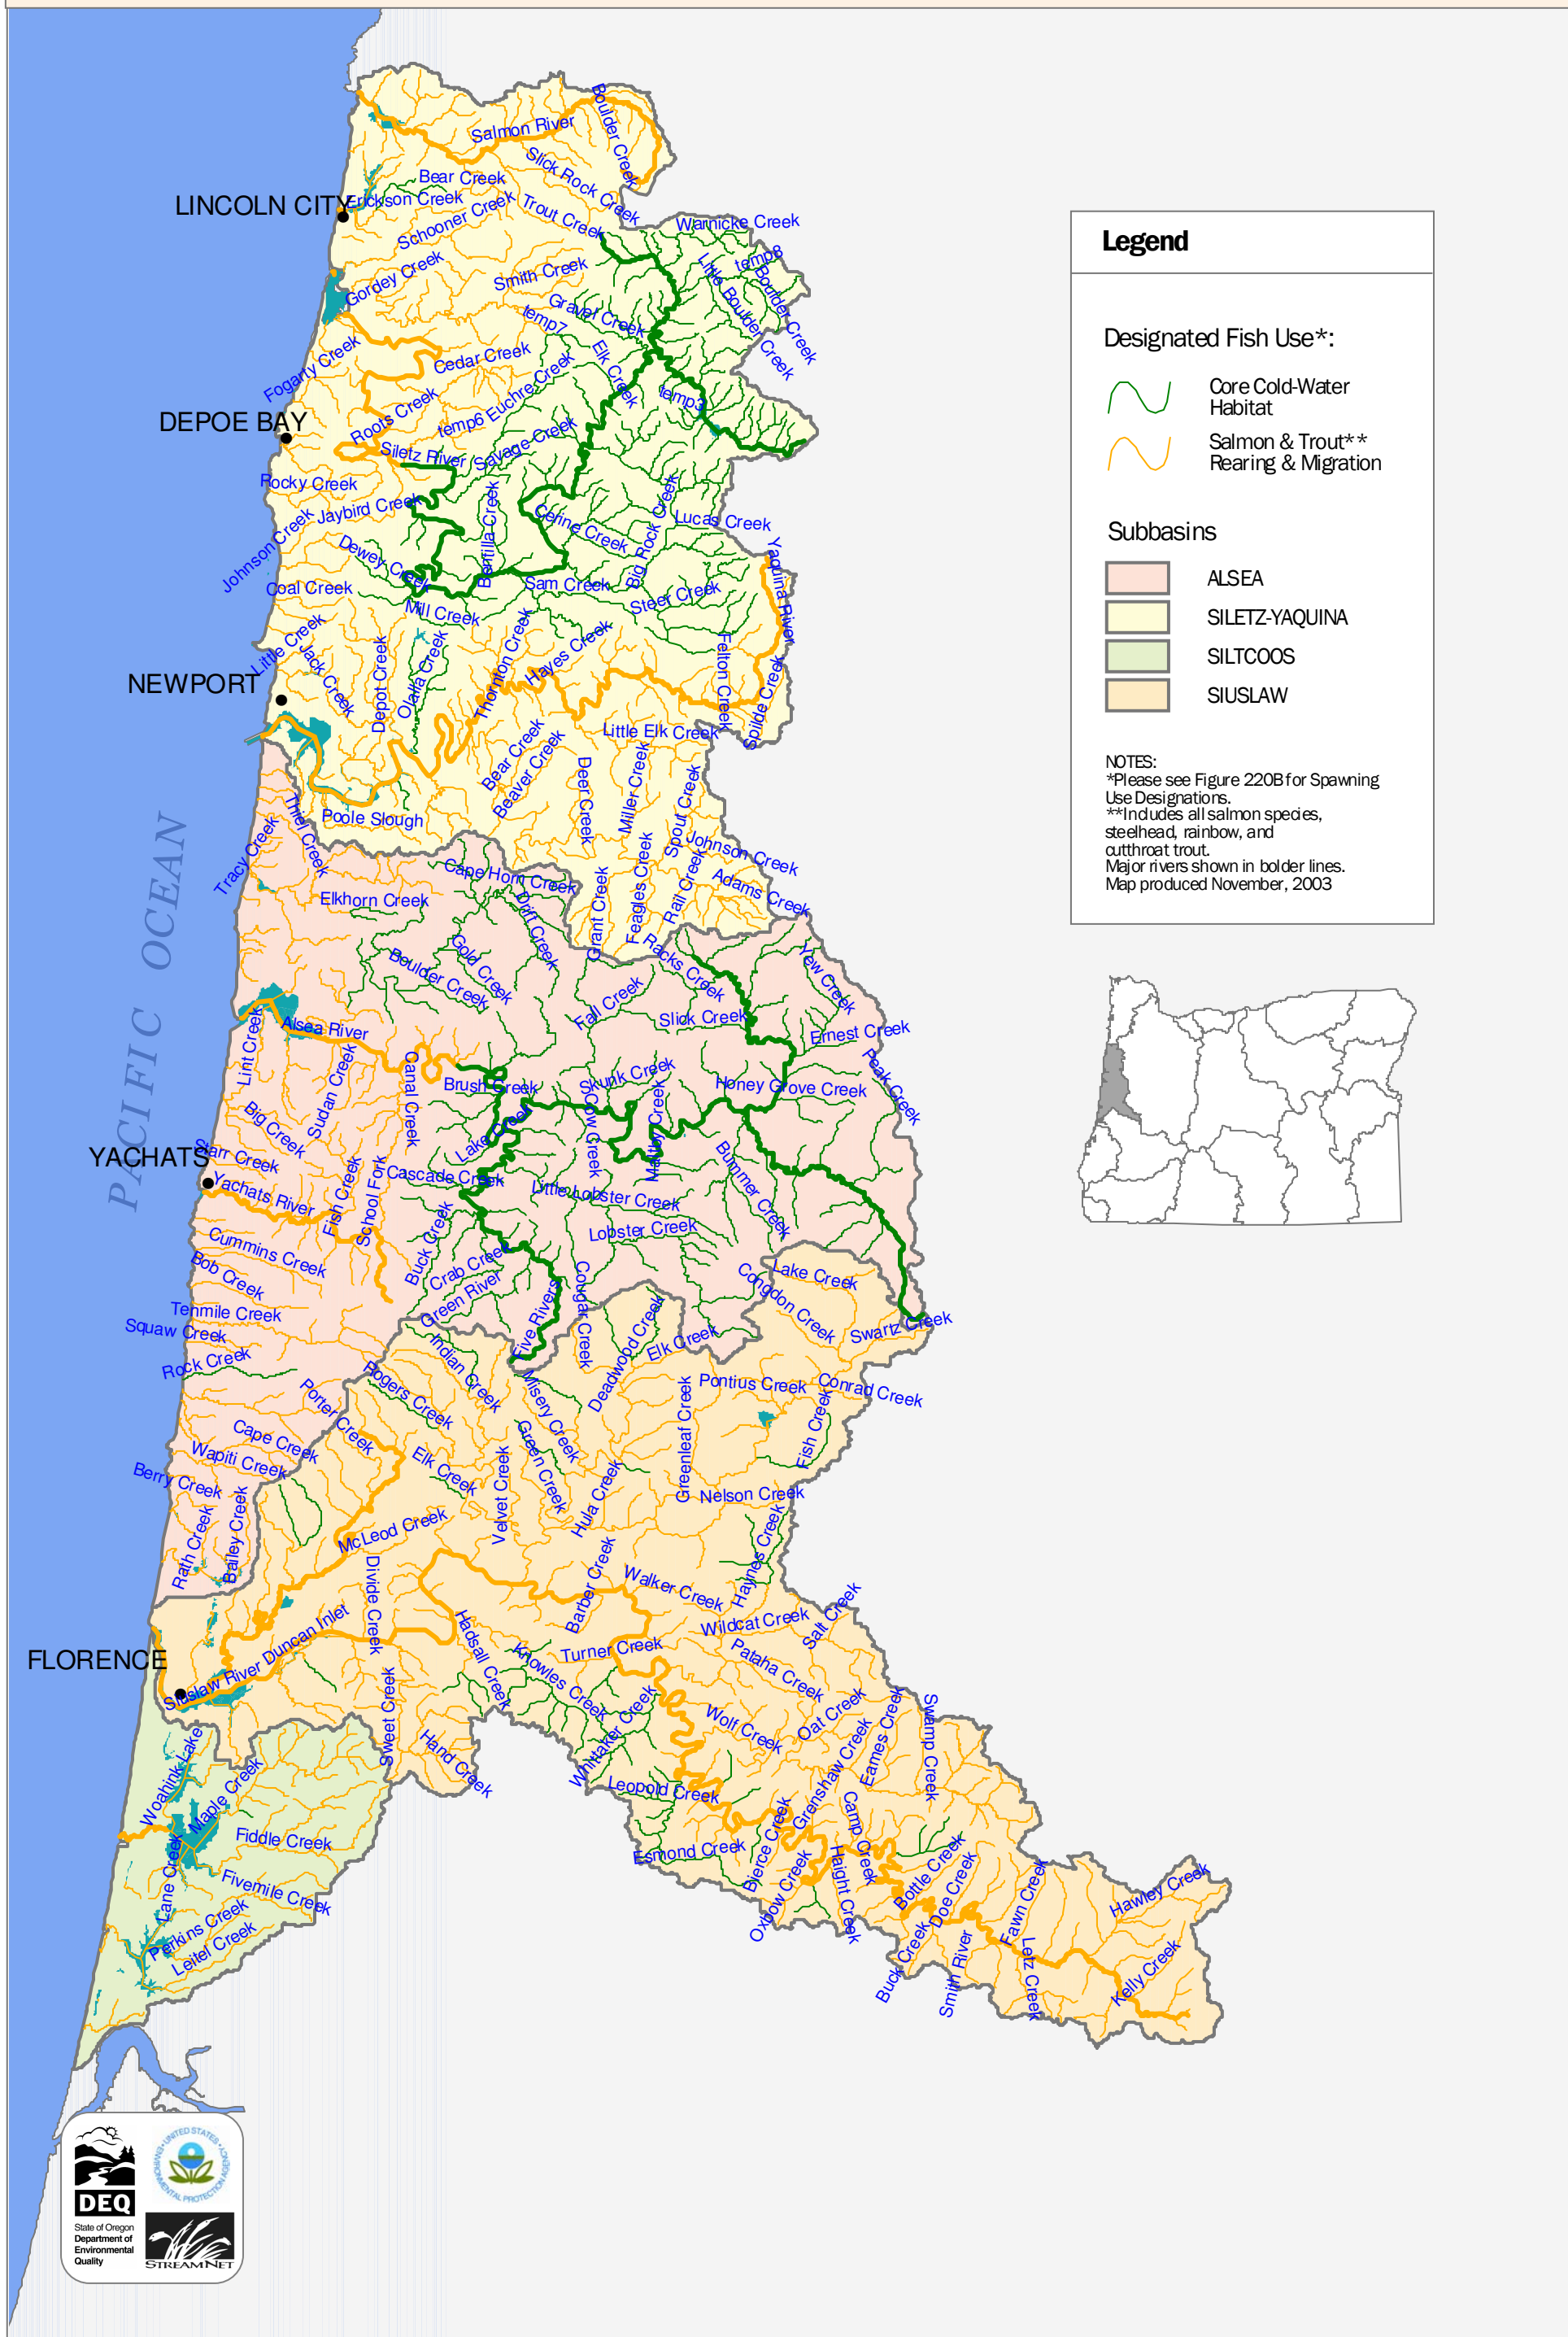 Salmon River
Boulder Creek
Slick Rock Creek
Bear Creek
Erickson Creek
LINCOLN CITY
Schooner Creek
Trout Creek
Warnicke Creek
temp8
Little Boulder Creek
Boulder Creek
Gordey Creek
Smith Creek
Gravel Creek
temp7
Fogarty Creek
Cedar Creek
Elk Creek
temp3
DEPOE BAY
Roots Creek
temp6
Euchre Creek
Siletz River
Savage Creek
Rocky Creek
Jaybird Creek
Bentilla Creek
Cerine Creek
Big Rock Creek
Lucas Creek
Johnson Creek
Dewey Creek
Yaquina River
Coal Creek
Sam Creek
Steer Creek
Mill Creek
Little Creek
Jack Creek
Depot Creek
Olalla Creek
Thornton Creek
Hayes Creek
Felton Creek
Spilde Creek
NEWPORT
Little Elk Creek
Bear Creek
Beaver Creek
Deer Creek
Miller Creek
Spout Creek
Poole Slough
Thiel Creek
Tracy Creek
Johnson Creek
Adams Creek
Cape Horn Creek
Elkhorn Creek
Drift Creek
Grant Creek
Feagles Creek
Rail Creek
Racks Creek
Yew Creek
Gold Creek
Boulder Creek
Fall Creek
Slick Creek
Ernest Creek
PACIFIC OCEAN
Alsea River
Lint Creek
Sudan Creek
Canal Creek
Brush Creek
Skunk Creek
Honey Grove Creek
Peak Creek
Big Creek
Lake Creek
Cow Creek
Maltby Creek
Bummer Creek
YACHATS
Starr Creek
Yachats River
Fish Creek
School Fork
Cascade Creek
Little Lobster Creek
Lobster Creek
Cummins Creek
Buck Creek
Bob Creek
Crab Creek
Green River
Five Rivers
Cougar Creek
Lake Creek
Congdon Creek
Swartz Creek
Tenmile Creek
Squaw Creek
Rock Creek
Indian Creek
Deadwood Creek
Elk Creek
Rogers Creek
Porter Creek
Misery Creek
Pontius Creek
Conrad Creek
Greenleaf Creek
Fish Creek
Cape Creek
Wapiti Creek
Berry Creek
Elk Creek
Velvet Creek
Green Creek
Hula Creek
Nelson Creek
Rath Creek
Bailey Creek
McLeod Creek
Haynes Creek
Divide Creek
Barber Creek
Walker Creek
Wildcat Creek
Salt Creek
FLORENCE
Siuslaw River
Duncan Inlet
Hadsall Creek
Knowles Creek
Turner Creek
Pataha Creek
Sweet Creek
Hand Creek
Whittaker Creek
Wolf Creek
Oat Creek
Grenshaw Creek
Eames Creek
Swamp Creek
Woahink Lake
Maple Creek
Leopold Creek
Fiddle Creek
Esmond Creek
Bierce Creek
Camp Creek
Lane Creek
Fivemile Creek
Oxbow Creek
Haight Creek
Bottle Creek
Doe Creek
Fawn Creek
Hawley Creek
Perkins Creek
Leitel Creek
Buck Creek
Smith River
Letz Creek
Kelly Creek
Legend
Designated Fish Use*:
Core Cold-Water
Habitat
Salmon & Trout**
Rearing & Migration
Subbasins
ALSEA
SILETZ-YAQUINA
SILTCOOS
SIUSLAW
NOTES:
*Please see Figure 220B for Spawning
Use Designations.
**Includes all salmon species,
steelhead, rainbow, and
cutthroat trout.
Major rivers shown in bolder lines.
Map produced November, 2003
DEQ
State of Oregon
Department of
Environmental
Quality
UNITED STATES
ENVIRONMENTAL PROTECTION AGENCY
STREAMNET